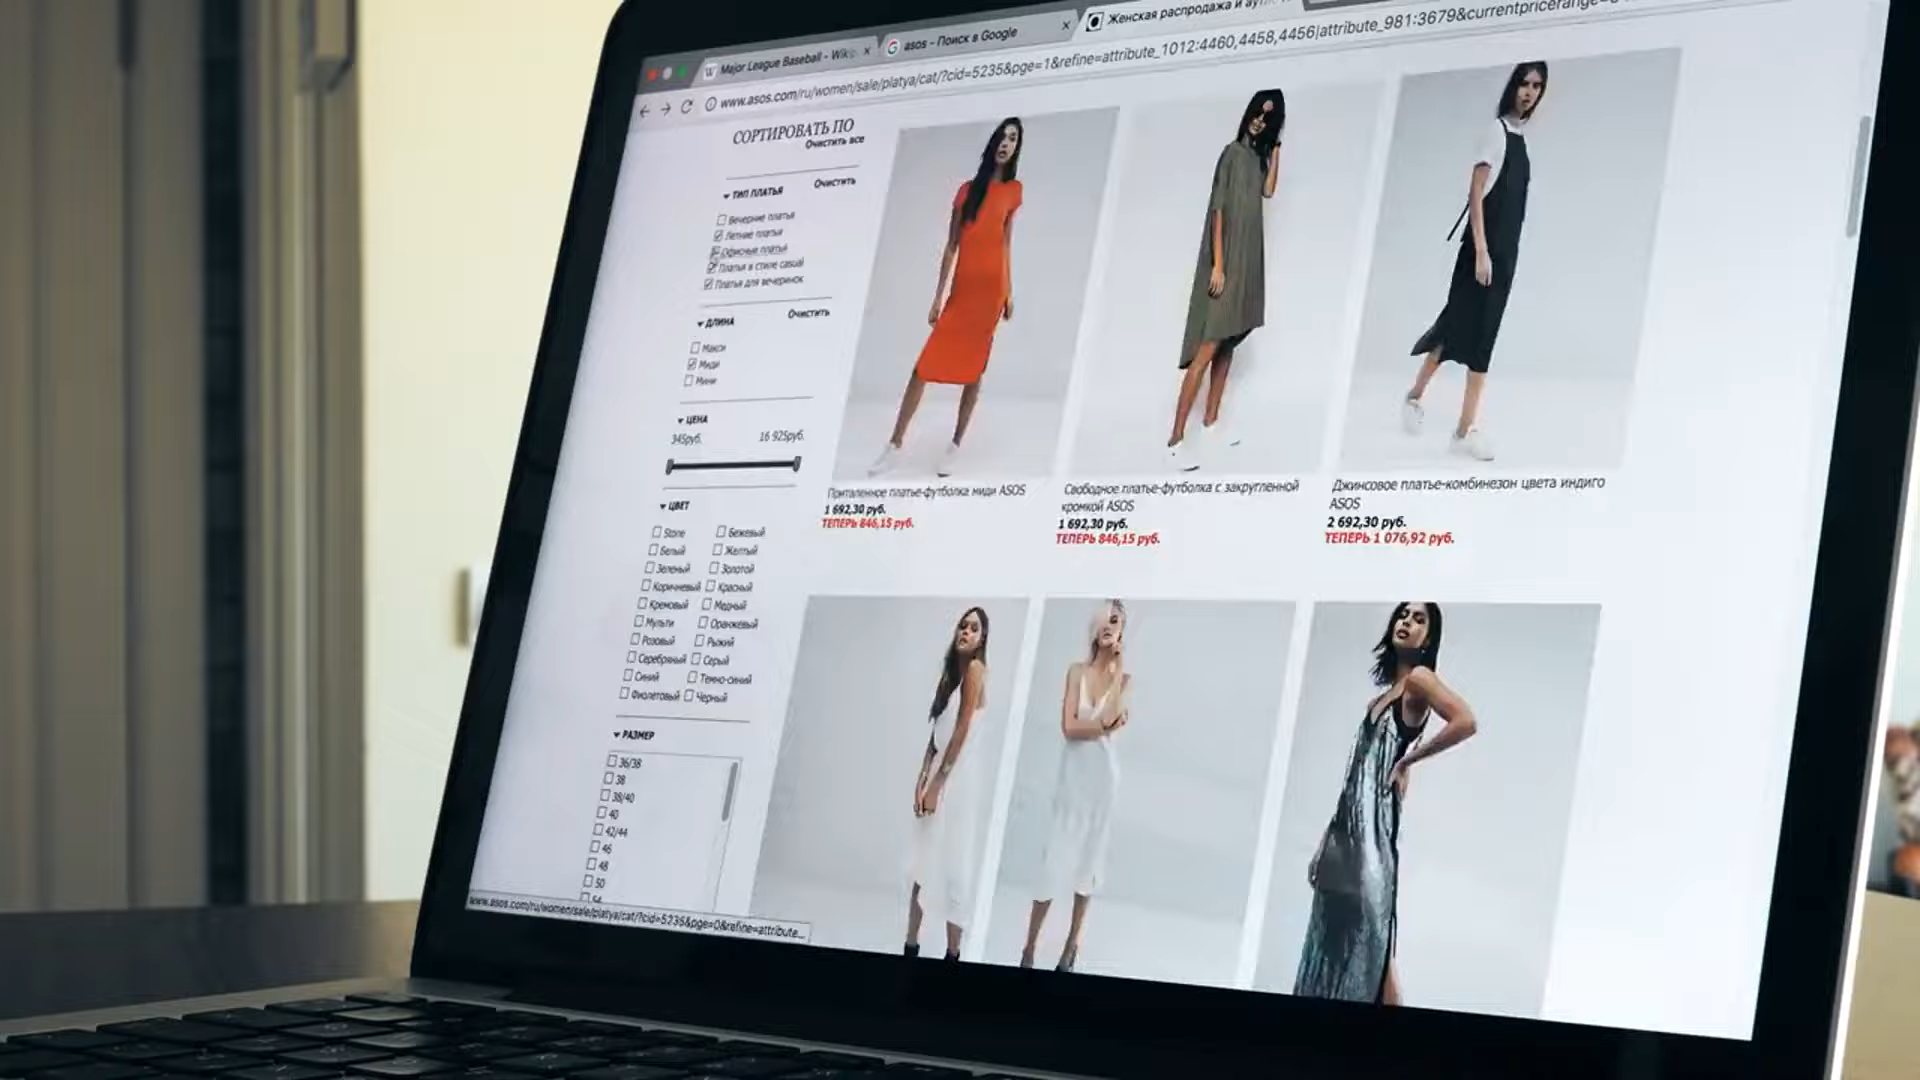 Major League Baseball - Wiki
asos - Поиск в Google
Женская распродажа и аут
www.asos.com/ru/women/sale/platya/cat/?cid=5235&pge=1&refine=attribute_1012:4460,4458,4456|attribute_981:3679&currentpricerange=
СОРТИРОВАТЬ ПО
Очистить все
ТИП ПЛАТЬЯ
Очистить
Вечерние платья
Летние платья
Офисные платья
Платья в стиле casual
Платья для вечеринок
ДЛИНА
Очистить
Макси
Миди
Мини
ЦЕНА
345руб.
16 925руб.
ЦВЕТ
Stone
Бежевый
Белый
Желтый
Зеленый
Золотой
Коричневый
Красный
Кремовый
Медный
Мульти
Оранжевый
Розовый
Рыжий
Серебряный
Серый
Синий
Темно-синий
Фиолетовый
Черный
РАЗМЕР
36/38
38
38/40
40
42/44
46
48
50
54
Приталенное платье-футболка миди ASOS
1 692,30 руб.
ТЕПЕРЬ 846,15 руб.
Свободное платье-футболка с закругленной
кромкой ASOS
1 692,30 руб.
ТЕПЕРЬ 846,15 руб.
Джинсовое платье-комбинезон цвета индиго
ASOS
2 692,30 руб.
ТЕПЕРЬ 1 076,92 руб.
www.asos.com/ru/women/sale/platya/cat/?cid=5235&pge=0&refine=attribute...